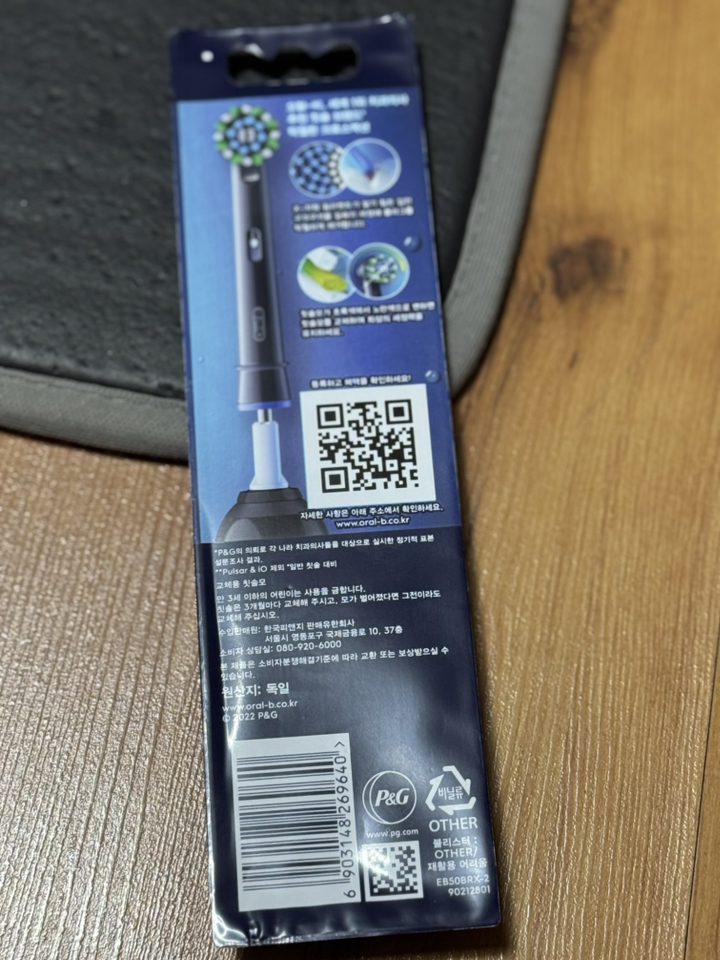 Oral-B
등록하고 혜택을 확인하세요!
자세한 사항은 아래 주소에서 확인하세요.
www.oral-b.co.kr
*P&G의 의뢰로 각 나라 치과의사들을 대상으로 실시한 정기적 표본
설문조사 결과.
**Pulsar & iO 제외 *일반 칫솔 대비
교체용 칫솔모
만 3세 이하의 어린이는 사용을 금합니다.
칫솔은 3개월마다 교체해 주시고, 모가 벌어졌다면 그전이라도
교체해 주십시오.
수입판매원: 한국피앤지 판매유한회사
서울시 영등포구 국제금융로 10, 37층
소비자 상담실: 080-920-6000
본 제품은 소비자분쟁해결기준에 따라 교환 또는 보상받으실 수
있습니다.
원산지: 독일
www.oral-b.co.kr
© 2022 P&G
6 903148 269640 >
P&G
www.pg.com
비닐류
OTHER
블리스터 :
OTHER/
재활용 어려움
EB50BRX-2
90212801